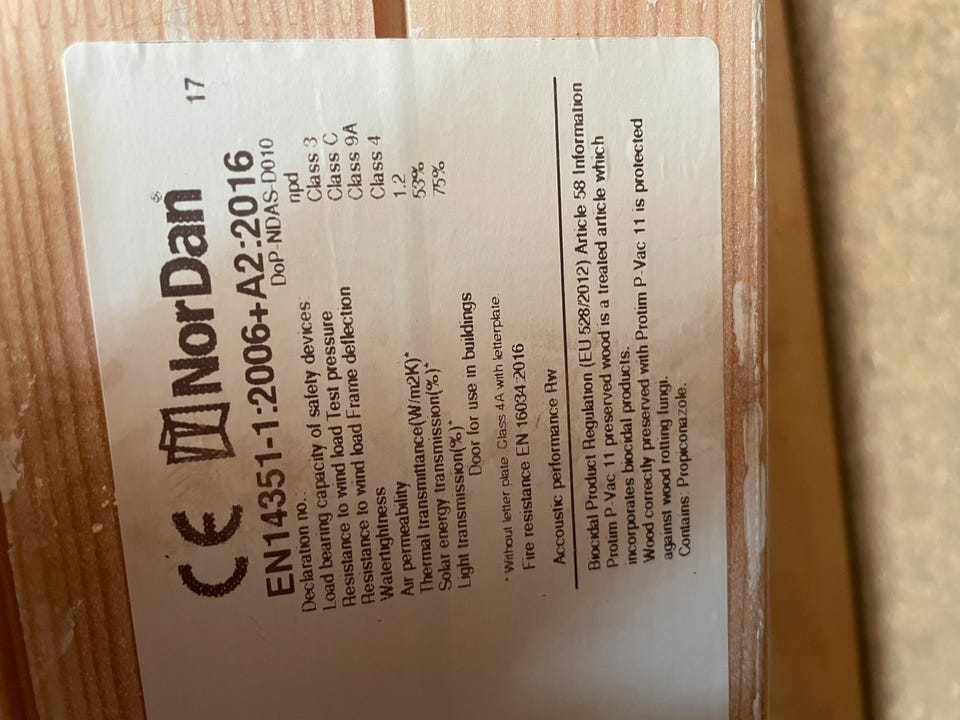 CE NorDan® 17
EN14351-1:2006+A2:2016
Declaration no.: DoP-NDAS-D010
Load bearing capacity of safety devices: npd
Resistance to wind load Test pressure Class 3
Resistance to wind load Frame deflection Class C
Watertightness Class 9A
Air permeability Class 4
Thermal transmittance(W/m2K)* 1.2
Solar energy transmission(%)* 53%
Light transmission(%)* 75%
Door for use in buildings
* Without letter plate. Class 4A with letterplate.
Fire resistance EN 16034:2016
Accoustic performance Rw
Biocidal Product Regulation (EU 528/2012) Article 58 Information
Protim P-Vac 11 preserved wood is a treated article which
incorporates biocidal products.
Wood correctly preserved with Protim P-Vac 11 is protected
against wood rotting fungi.
Contains: Propiconazole.